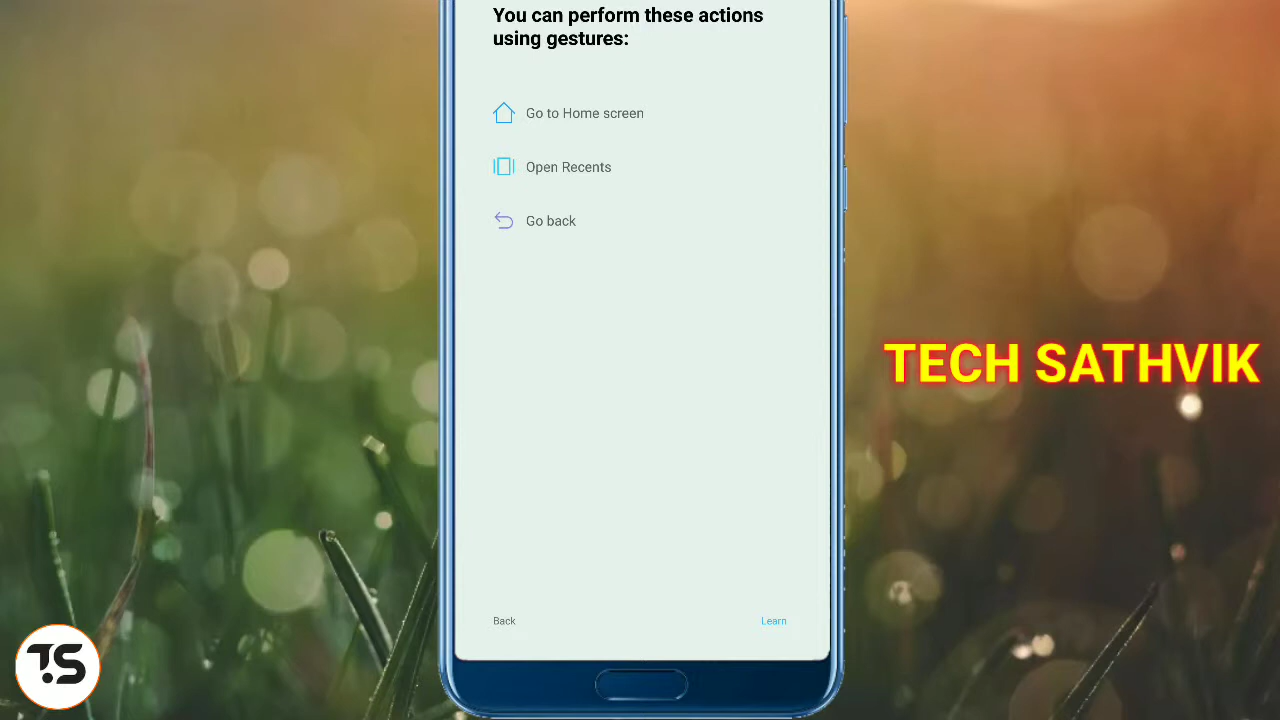 You can perform these actions
using gestures:
Go to Home screen
Open Recents
Go back
TECH SATHVIK
Back
Learn
TS